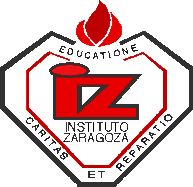 EDUCATIONE
iz
INSTITUTO
ZARAGOZA
CARITAS ET REPARATIO